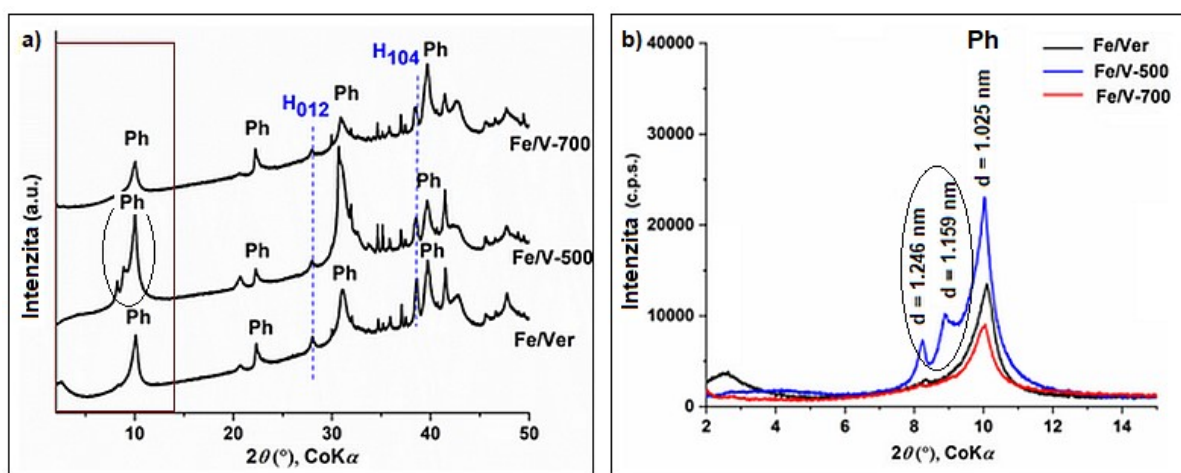 a)
Intenzita (a.u.)
Ph
H104
H012
Ph
Ph
Ph
Fe/V-700
Ph
Ph
Ph
Fe/V-500
Ph
Ph
Ph
Ph
Fe/Ver
10
20
30
40
50
2θ (°), CoKα
b)
Intenzita (c.p.s.)
40000
30000
20000
10000
0
Ph
Fe/Ver
Fe/V-500
Fe/V-700
d = 1.246 nm
d = 1.159 nm
d = 1.025 nm
2
4
6
8
10
12
14
2θ (°), CoKα